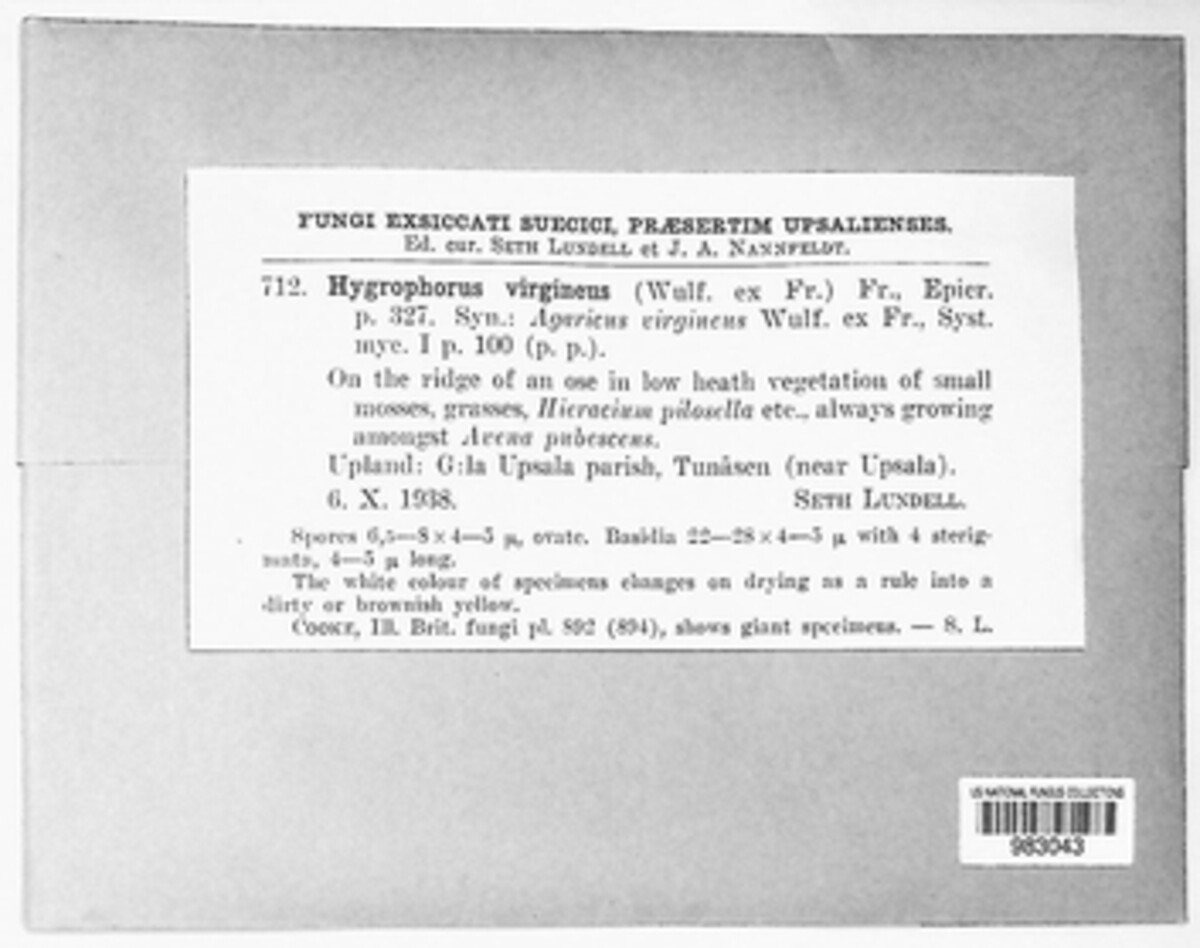 FUNGI EXSICCATI SUECICI, PRÆSERTIM UPSALIENSES.
Ed. cur. SETH LUNDELL et J. A. NANNFELDT.
712. Hygrophorus virgineus (Wulf. ex Fr.) Fr., Epicr.
p. 327. Syn.: Agaricus virgineus Wulf. ex Fr., Syst.
myc. I p. 100 (p. p.).
On the ridge of an ose in low heath vegetation of small
mosses, grasses, Hieracium pilosella etc., always growing
amongst Avena pubescens.
Upland: G:la Upsala parish, Tunåsen (near Upsala).
6. X. 1938. SETH LUNDELL.
Spores 6,5—8 × 4—5 µ, ovate. Basidia 22—28 × 4—5 µ with 4 sterig-
mata, 4—5 µ long.
The white colour of specimens changes on drying as a rule into a
dirty or brownish yellow.
COOKE, Ill. Brit. fungi pl. 892 (894), shows giant specimens. — S. L.
US NATIONAL FUNGUS COLLECTIONS
983043